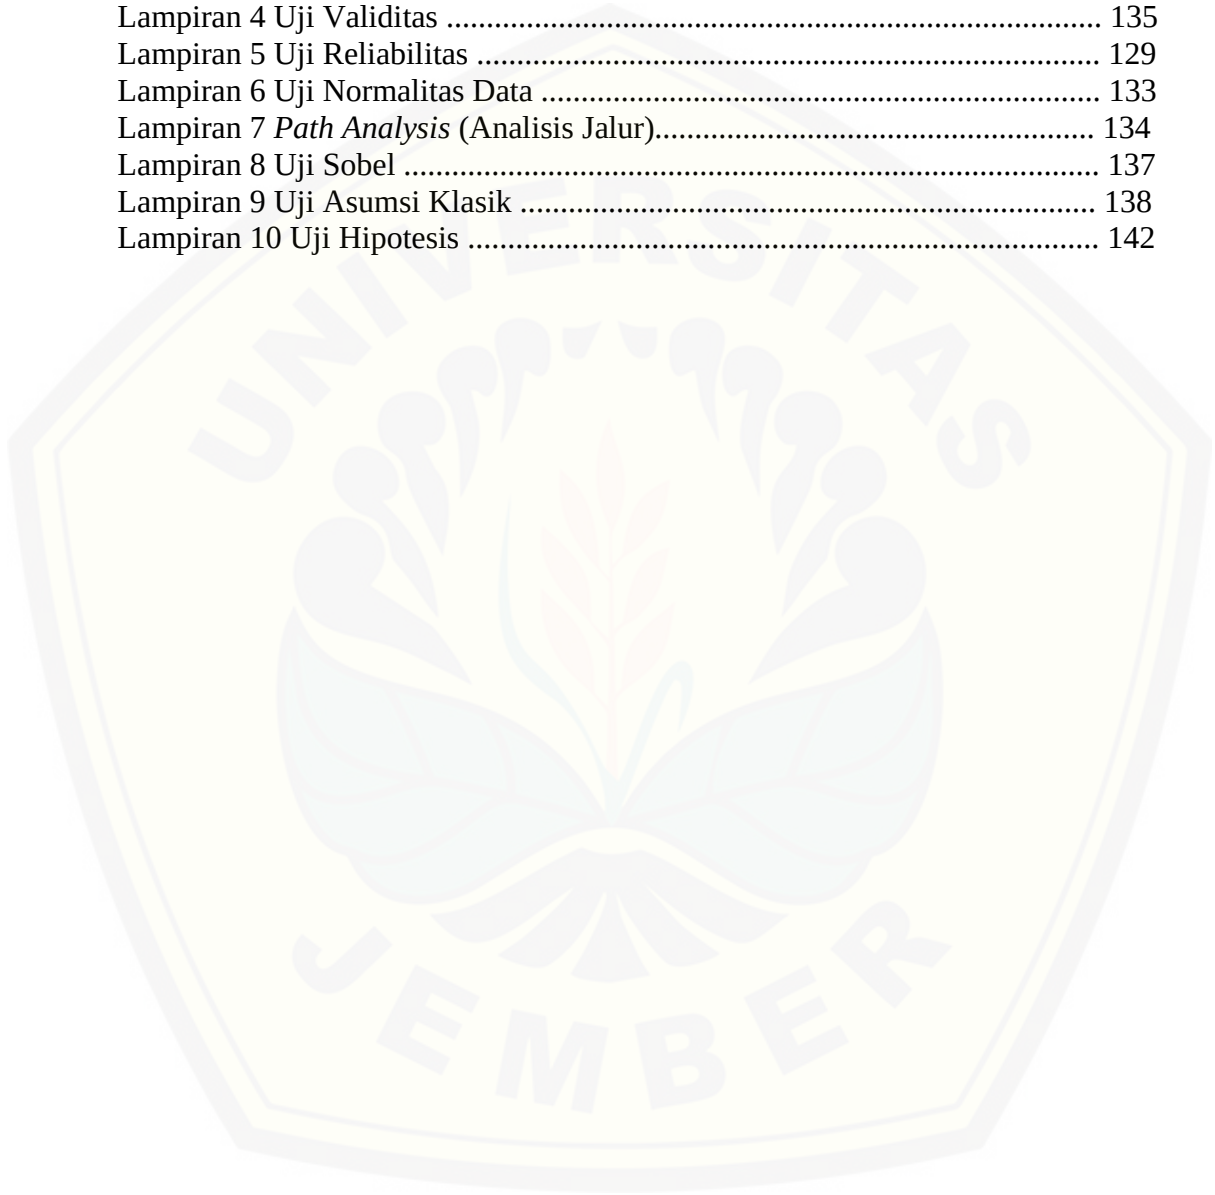 Lampiran 4 Uji Validitas .................................................................................. 135
Lampiran 5 Uji Reliabilitas .............................................................................. 129
Lampiran 6 Uji Normalitas Data ...................................................................... 133
Lampiran 7 Path Analysis (Analisis Jalur)....................................................... 134
Lampiran 8 Uji Sobel ....................................................................................... 137
Lampiran 9 Uji Asumsi Klasik ........................................................................ 138
Lampiran 10 Uji Hipotesis ............................................................................... 142
UNIVERSITAS
JEMBER